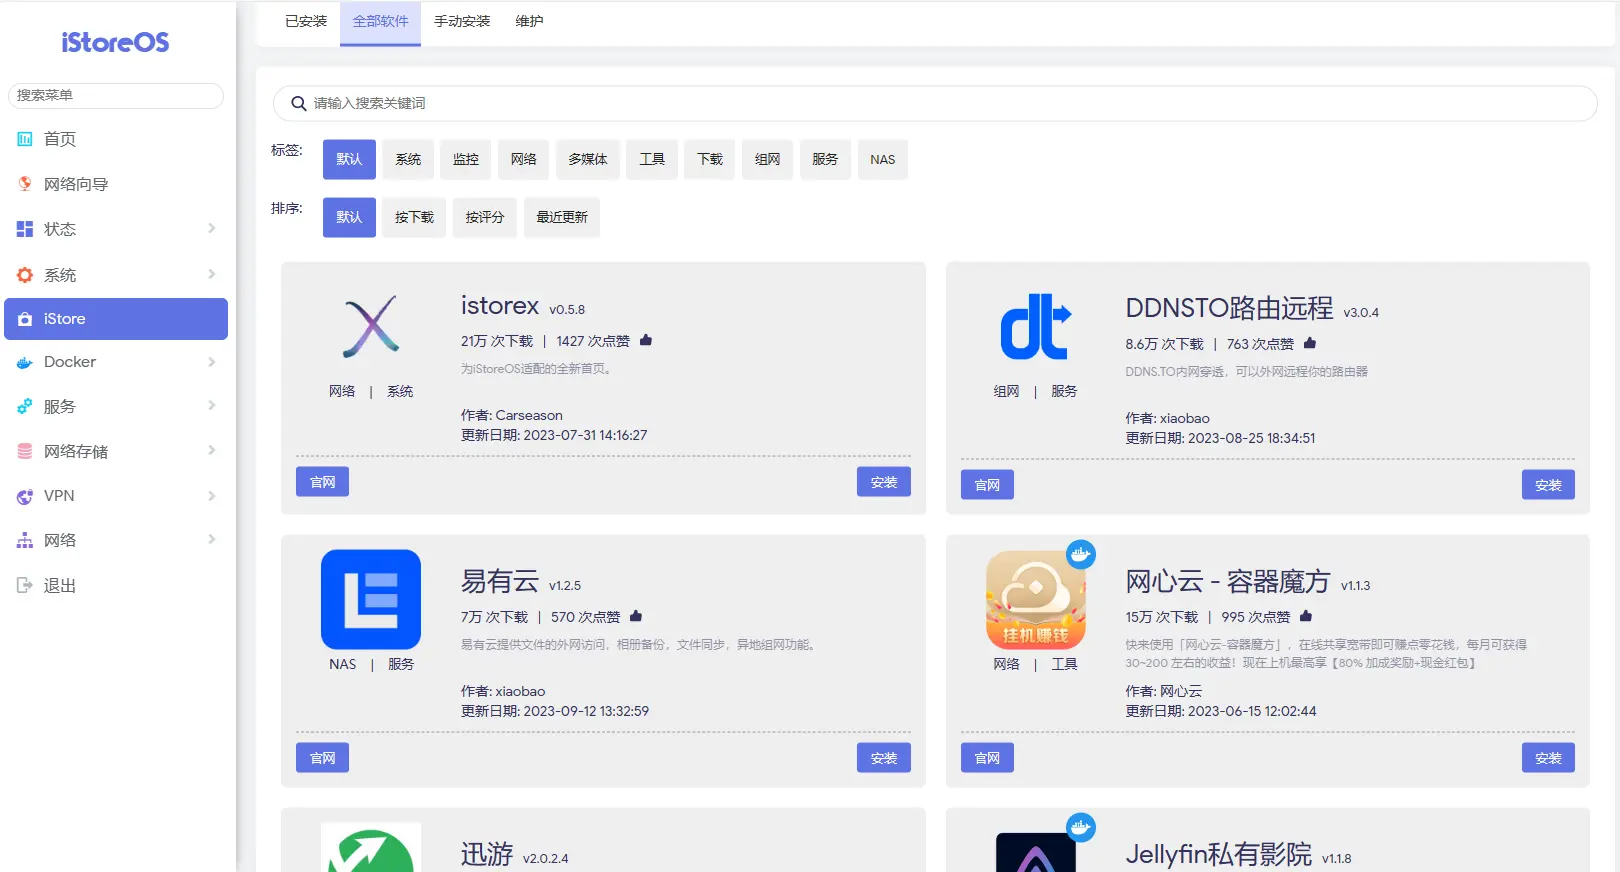 iStoreOS
搜索菜单
首页
网络向导
状态
系统
iStore
Docker
服务
网络存储
VPN
网络
退出
已安装 全部软件 手动安装 维护
请输入搜索关键词
标签: 默认 系统 监控 网络 多媒体 工具 下载 组网 服务 NAS
排序: 默认 按下载 按评分 最近更新
istorex v0.5.8
21万 次下载 | 1427 次点赞
为iStoreOS适配的全新首页。
网络 | 系统
作者: Carseason
更新日期: 2023-07-31 14:16:27
官网 安装
DDNSTO路由远程 v3.0.4
8.6万 次下载 | 763 次点赞
DDNS.TO内网穿透，可以外网远程你的路由器
组网 | 服务
作者: xiaobao
更新日期: 2023-08-25 18:34:51
官网 安装
易有云 v1.2.5
7万 次下载 | 570 次点赞
易有云提供文件的外网访问，相册备份，文件同步，异地组网功能。
NAS | 服务
作者: xiaobao
更新日期: 2023-09-12 13:32:59
官网 安装
挂机赚钱
网心云 - 容器魔方 v1.1.3
15万 次下载 | 995 次点赞
快来使用「网心云-容器魔方」，在线共享宽带即可赚点零花钱，每月可获得
30~200 左右的收益！现在上机最高享【80% 加成奖励+现金红包】
网络 | 工具
作者: 网心云
更新日期: 2023-06-15 12:02:44
官网 安装
迅游 v2.0.2.4
Jellyfin私有影院 v1.1.8